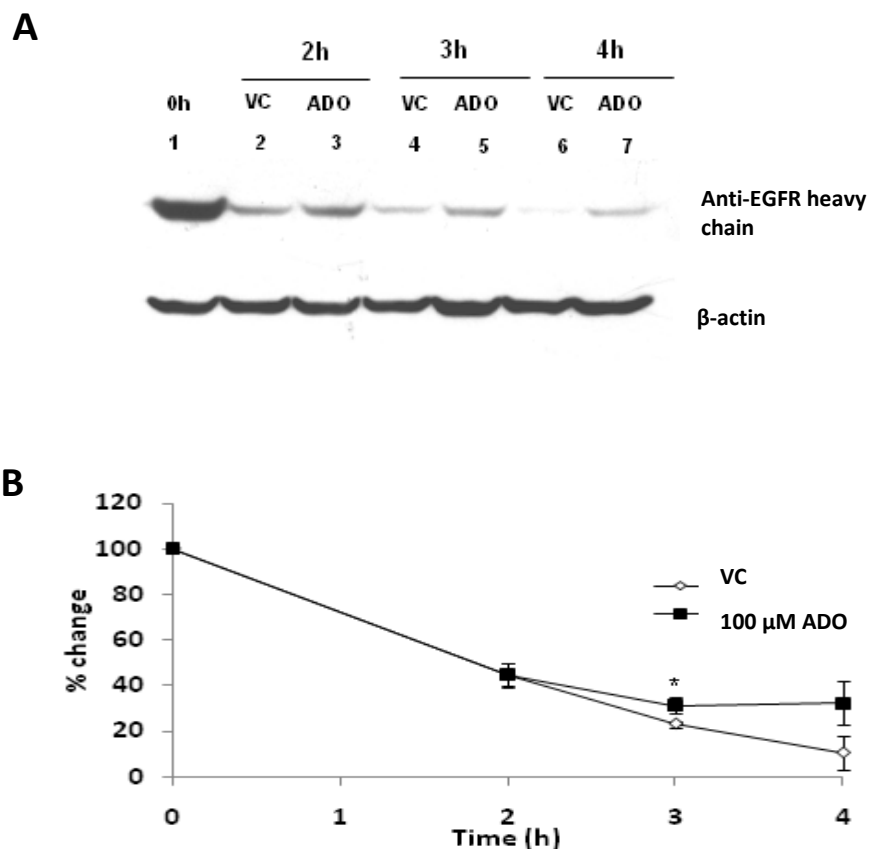 A
2h 3h 4h
0h VC ADO VC ADO VC ADO
1 2 3 4 5 6 7
Anti-EGFR heavy
chain
β-actin
B
120
100
80
60
40
20
0
% change
*
VC
100 μM ADO
0 1 2 3 4
Time (h)